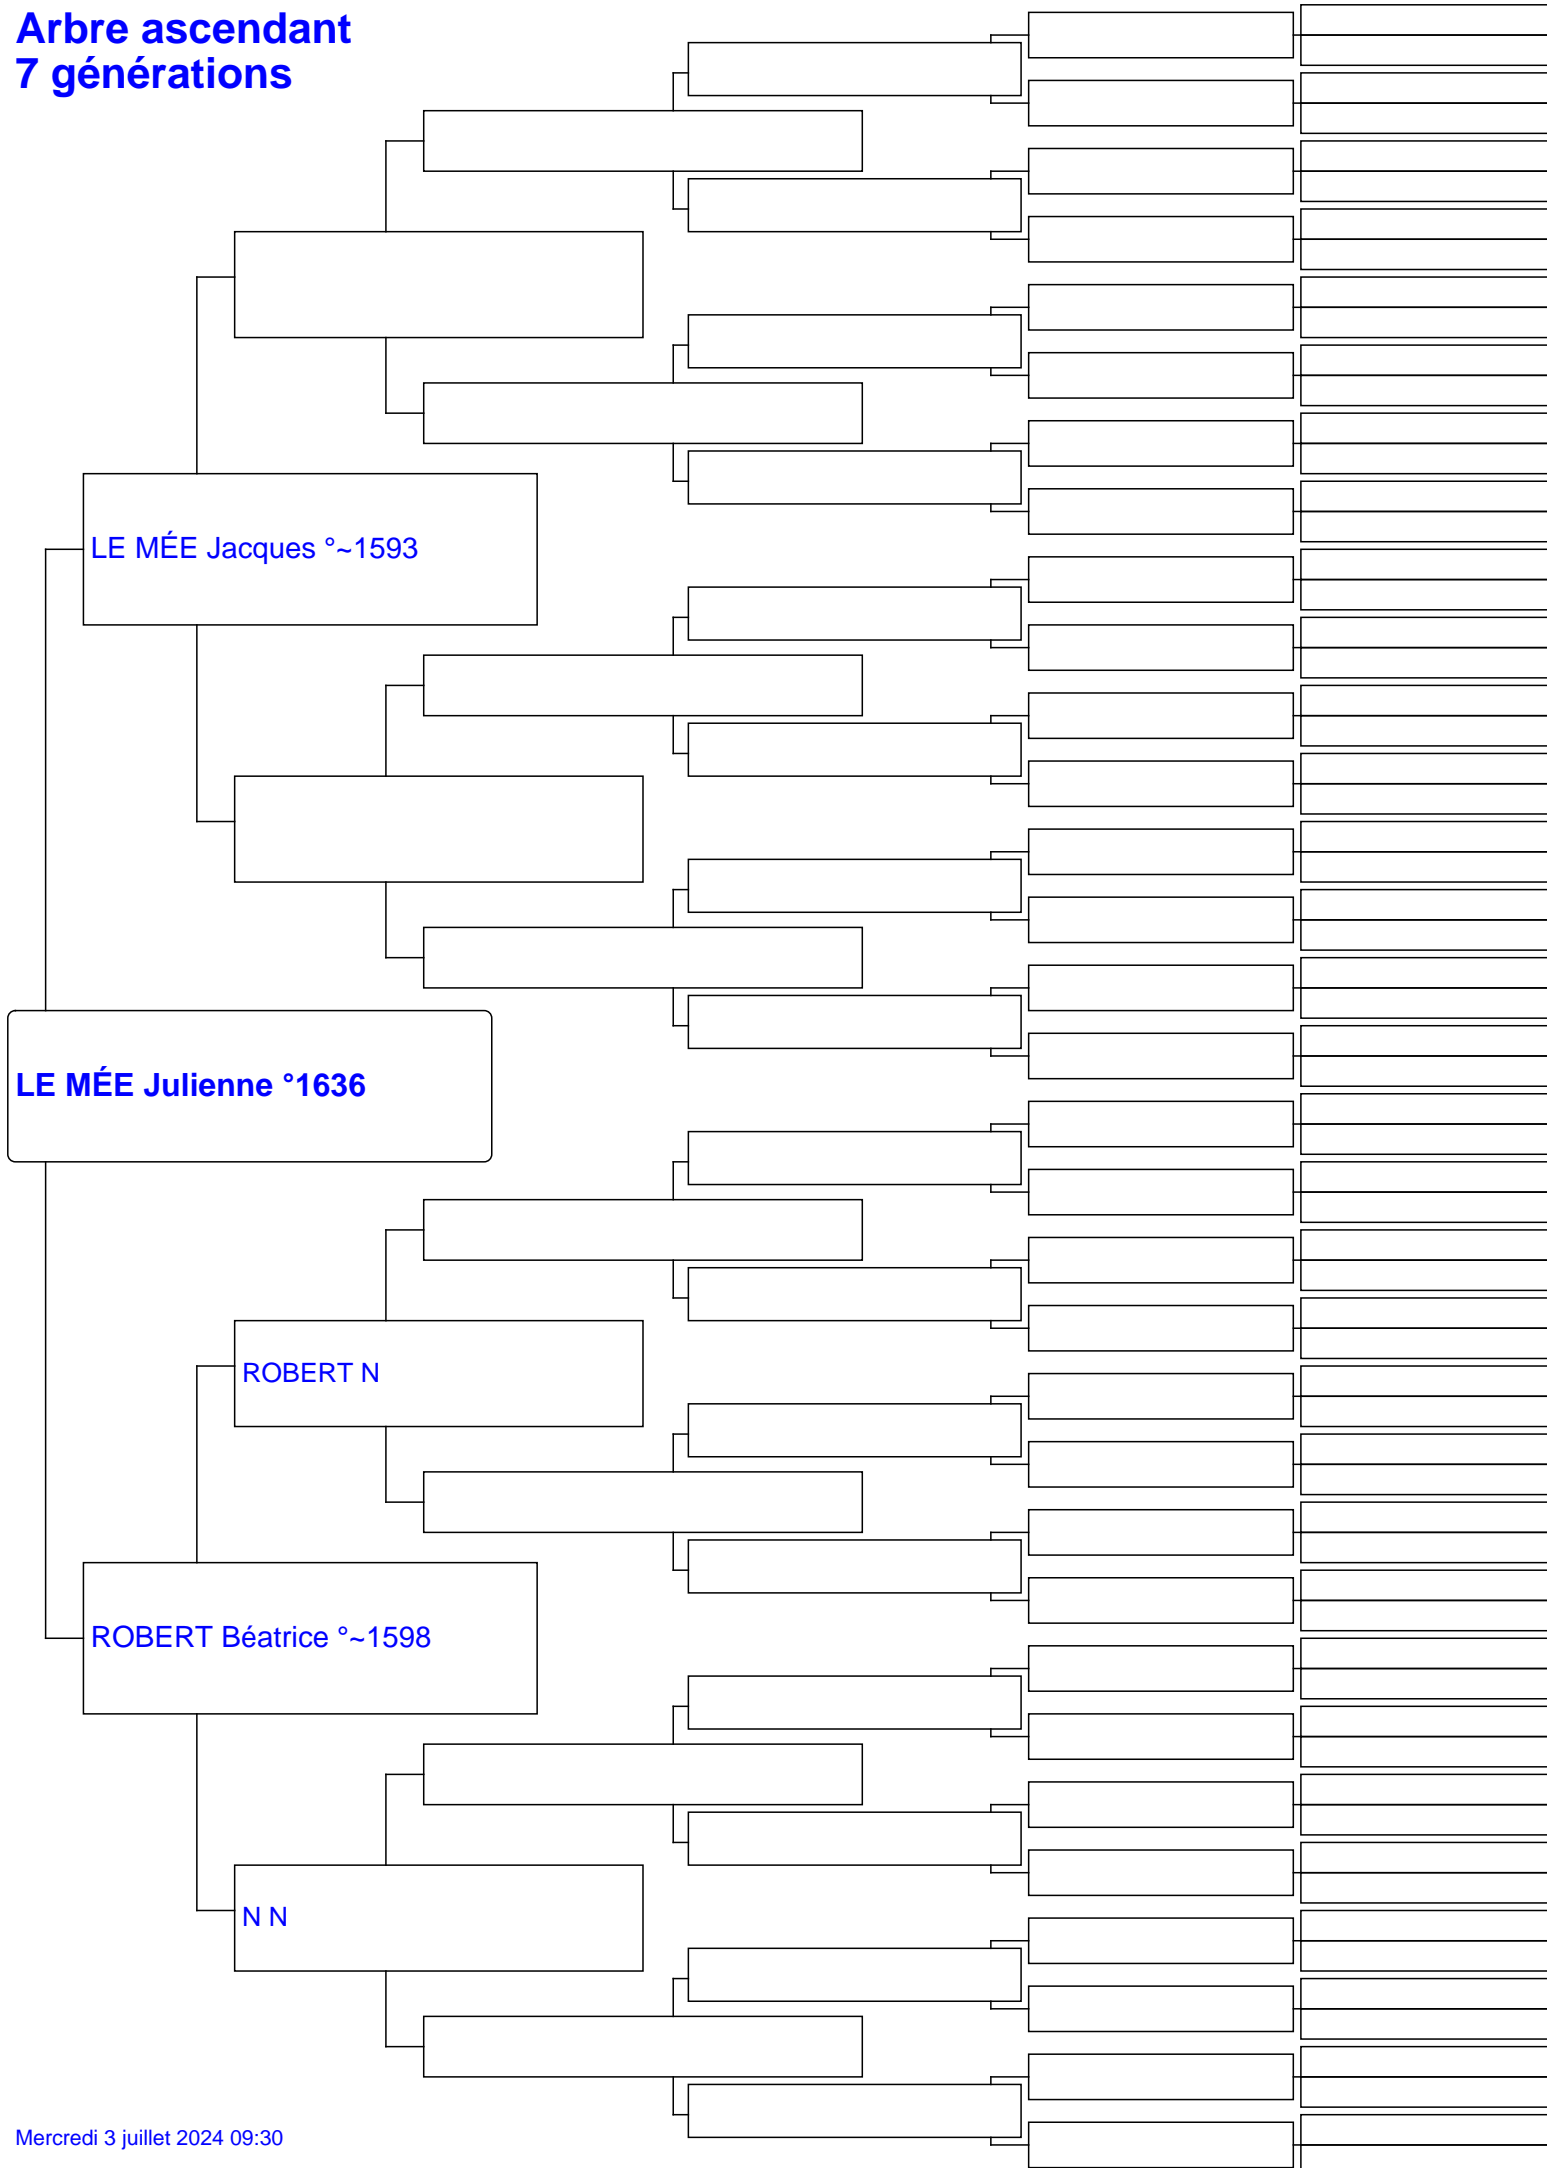 Arbre ascendant
7 générations
LE MÉE Jacques °~1593
LE MÉE Julienne °1636
ROBERT N
ROBERT Béatrice °~1598
N N
Mercredi 3 juillet 2024 09:30